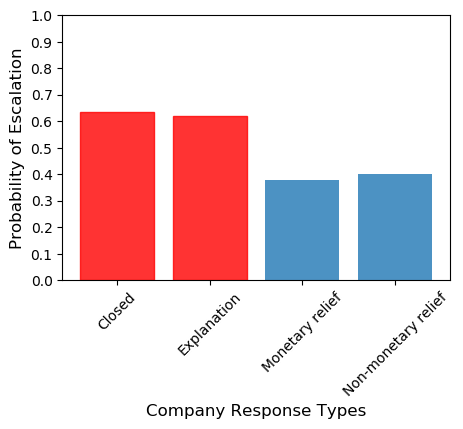 1.0
0.9
0.8
0.7
0.6
0.5
0.4
0.3
0.2
0.1
0.0
Probability of Escalation
Closed
Explanation
Monetary relief
Non-monetary relief
Company Response Types